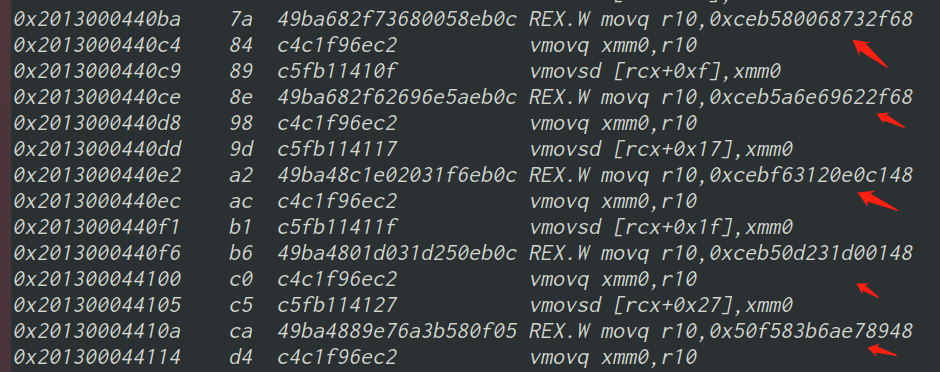 0x2013000440ba 7a 49ba682f73680058eb0c REX.W movq r10,0xceb580068732f68
0x2013000440c4 84 c4c1f96ec2 vmovq xmm0,r10
0x2013000440c9 89 c5fb11410f vmovsd [rcx+0xf],xmm0
0x2013000440ce 8e 49ba682f62696e5aeb0c REX.W movq r10,0xceb5a6e69622f68
0x2013000440d8 98 c4c1f96ec2 vmovq xmm0,r10
0x2013000440dd 9d c5fb114117 vmovsd [rcx+0x17],xmm0
0x2013000440e2 a2 49ba48c1e02031f6eb0c REX.W movq r10,0xcebf63120e0c148
0x2013000440ec ac c4c1f96ec2 vmovq xmm0,r10
0x2013000440f1 b1 c5fb11411f vmovsd [rcx+0x1f],xmm0
0x2013000440f6 b6 49ba4801d031d250eb0c REX.W movq r10,0xceb50d231d00148
0x201300044100 c0 c4c1f96ec2 vmovq xmm0,r10
0x201300044105 c5 c5fb114127 vmovsd [rcx+0x27],xmm0
0x20130004410a ca 49ba4889e76a3b580f05 REX.W movq r10,0x50f583b6ae78948
0x201300044114 d4 c4c1f96ec2 vmovq xmm0,r10